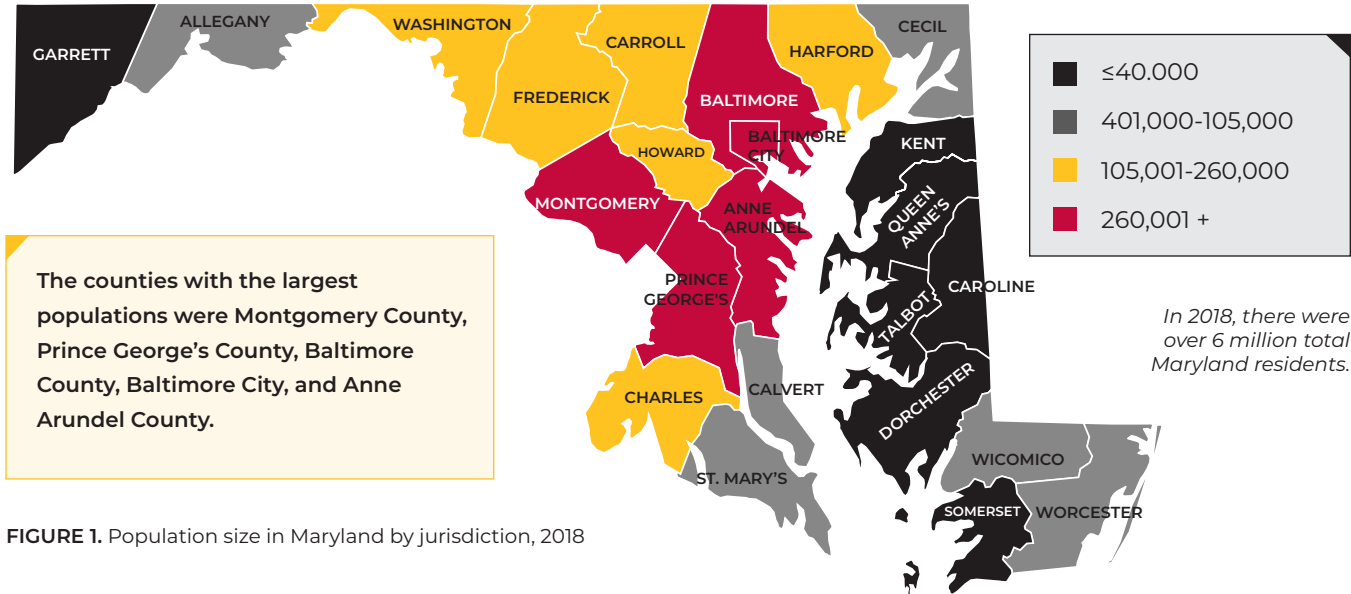 ALLEGANY
WASHINGTON
CARROLL
CECIL
GARRETT
HARFORD
FREDERICK
BALTIMORE
BALTIMORE
CITY
HOWARD
KENT
MONTGOMERY
ANNE
ARUNDEL
QUEEN
ANNE'S
PRINCE
GEORGE'S
CAROLINE
TALBOT
CHARLES
CALVERT
DORCHESTER
ST. MARY'S
WICOMICO
SOMERSET
WORCESTER
≤40.000
401,000-105,000
105,001-260,000
260,001 +
The counties with the largest
populations were Montgomery County,
Prince George's County, Baltimore
County, Baltimore City, and Anne
Arundel County.
In 2018, there were
over 6 million total
Maryland residents.
FIGURE 1. Population size in Maryland by jurisdiction, 2018